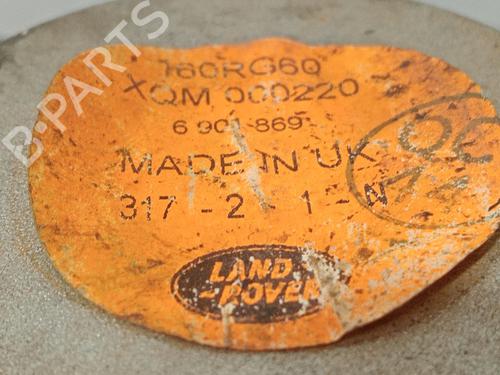 B-PARTS
160RG60
XQM 000220
6 901 869
MADE IN UK
317 - 2 - 1 - N
LAND
-ROVER